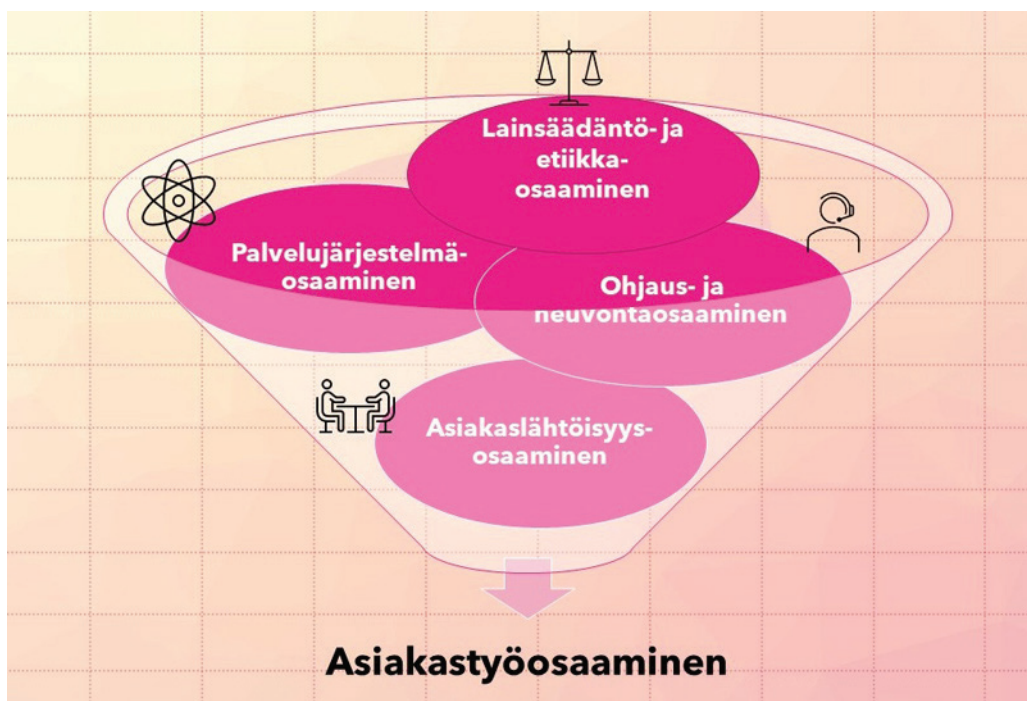 Lainsäädäntö- ja
etiikka-
osaaminen
Palvelujärjestelmä-
osaaminen
Ohjaus- ja
neuvontaosaaminen
Asiakaslähtöisyys-
osaaminen
Asiakastyöosaaminen